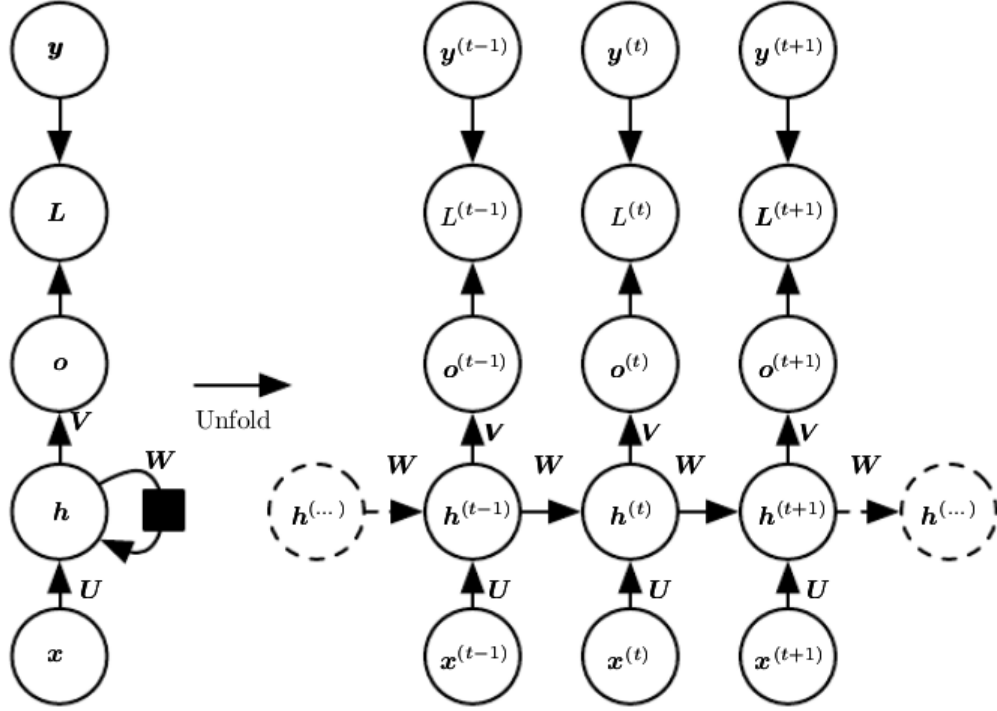 y y^(t−1) y^(t) y^(t+1)
L L^(t−1) L^(t) L^(t+1)
o o^(t−1) o^(t) o^(t+1)
Unfold
V V V V
W W W W W
h h^(...) h^(t−1) h^(t) h^(t+1) h^(...)
U U U U
x x^(t−1) x^(t) x^(t+1)